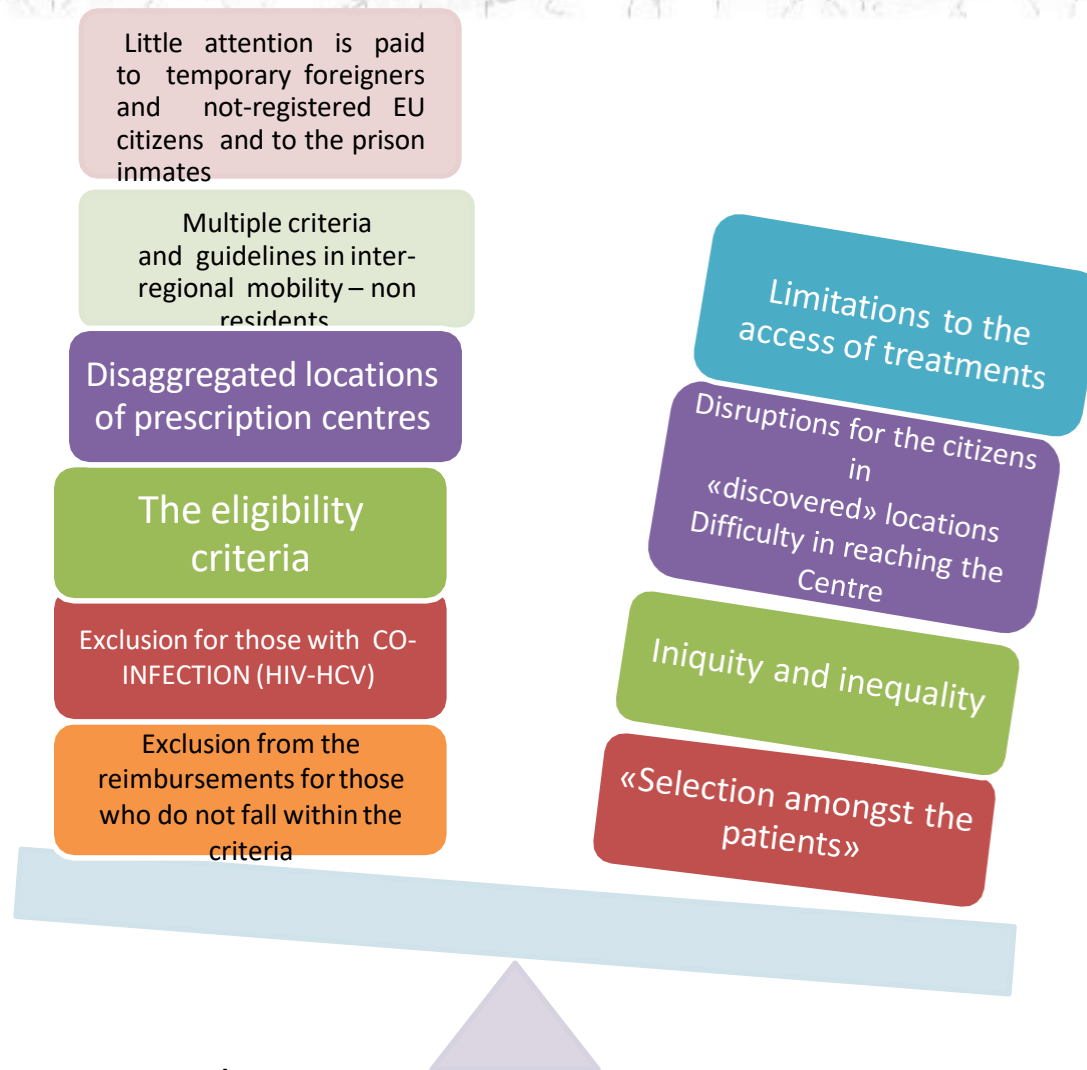 Little attention is paid
to temporary foreigners
and not-registered EU
citizens and to the prison
inmates
Multiple criteria
and guidelines in inter-
regional mobility – non
residents
Disaggregated locations
of prescription centres
The eligibility
criteria
Exclusion for those with CO-
INFECTION (HIV-HCV)
Exclusion from the
reimbursements for those
who do not fall within the
criteria
Limitations to the
access of treatments
Disruptions for the citizens
in
«discovered» locations
Difficulty in reaching the
Centre
Iniquity and inequality
«Selection amongst the
patients»